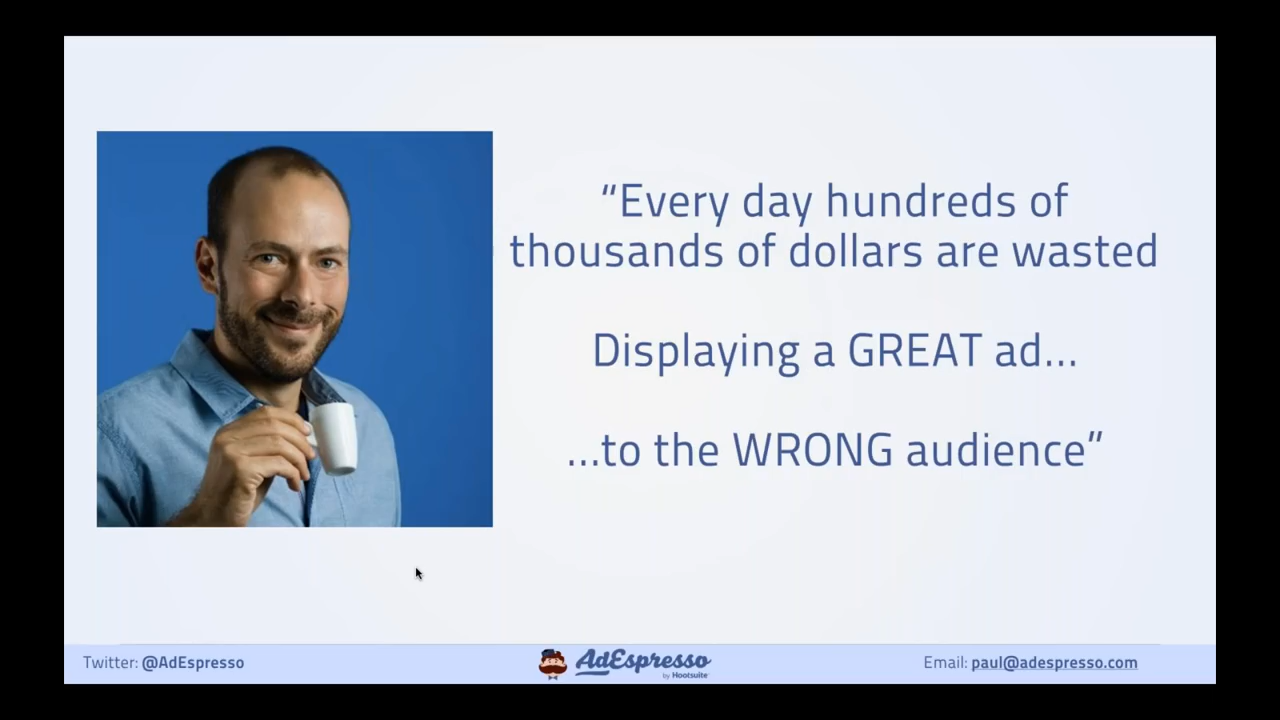 “Every day hundreds of
thousands of dollars are wasted
Displaying a GREAT ad...
...to the WRONG audience”
Twitter: @AdEspresso
AdEspresso
by Hootsuite
Email: paul@adespresso.com